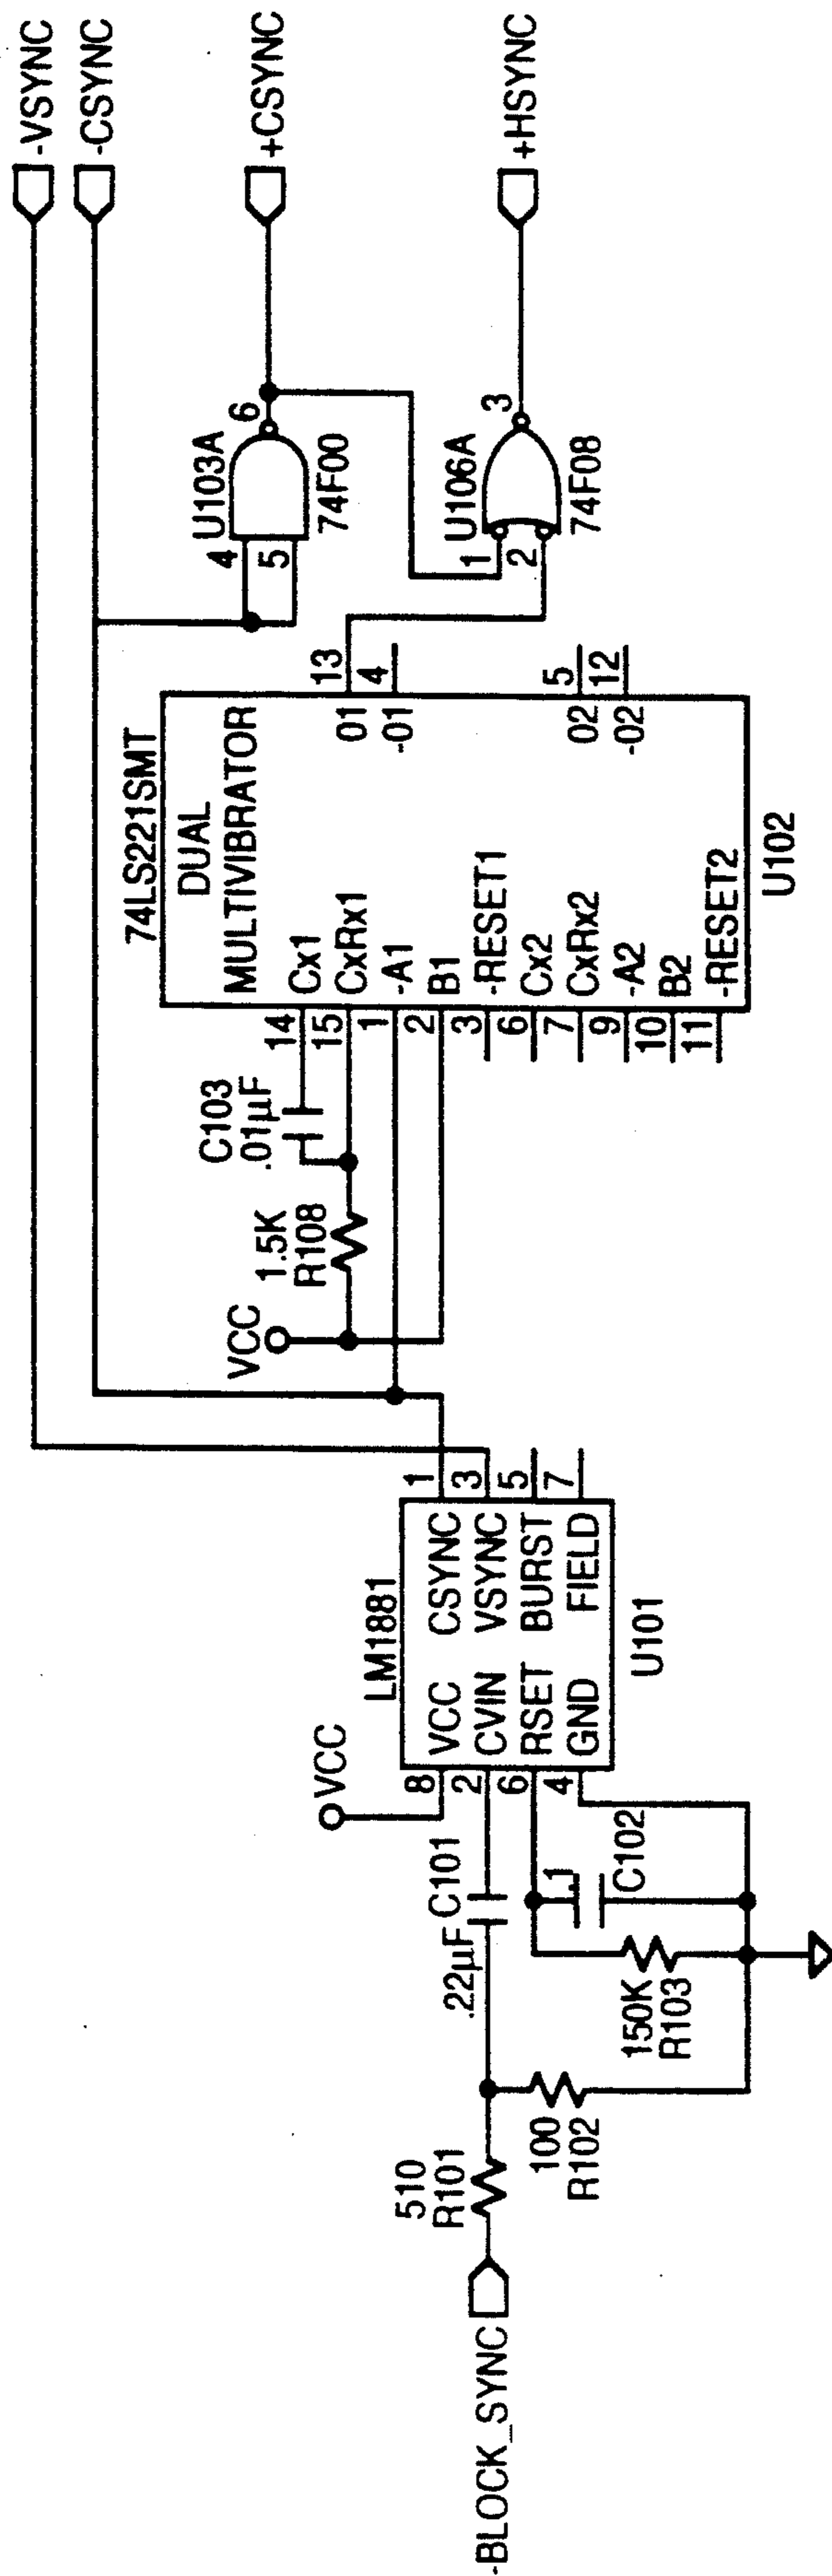 -BLOCK_SYNC
510
R101
100
R102
.22µF
C101
150K
R103
.1
C102
VCC
LM1881
8
2
6
4
VCC
CVIN
RSET
GND
CSYNC
VSYNC
BURST
FIELD
1
3
5
7
U101
VCC
1.5K
R108
C103
.01µF
74LS221SMT
DUAL
MULTIVIBRATOR
14
15
1
2
3
6
7
9
10
11
Cx1
CxRx1
-A1
B1
-RESET1
Cx2
CxRx2
-A2
B2
-RESET2
01
-01
02
-02
13
4
5
12
U102
U103A
4
5
6
74F00
U106A
1
2
3
74F08
-VSYNC
-CSYNC
+CSYNC
+HSYNC